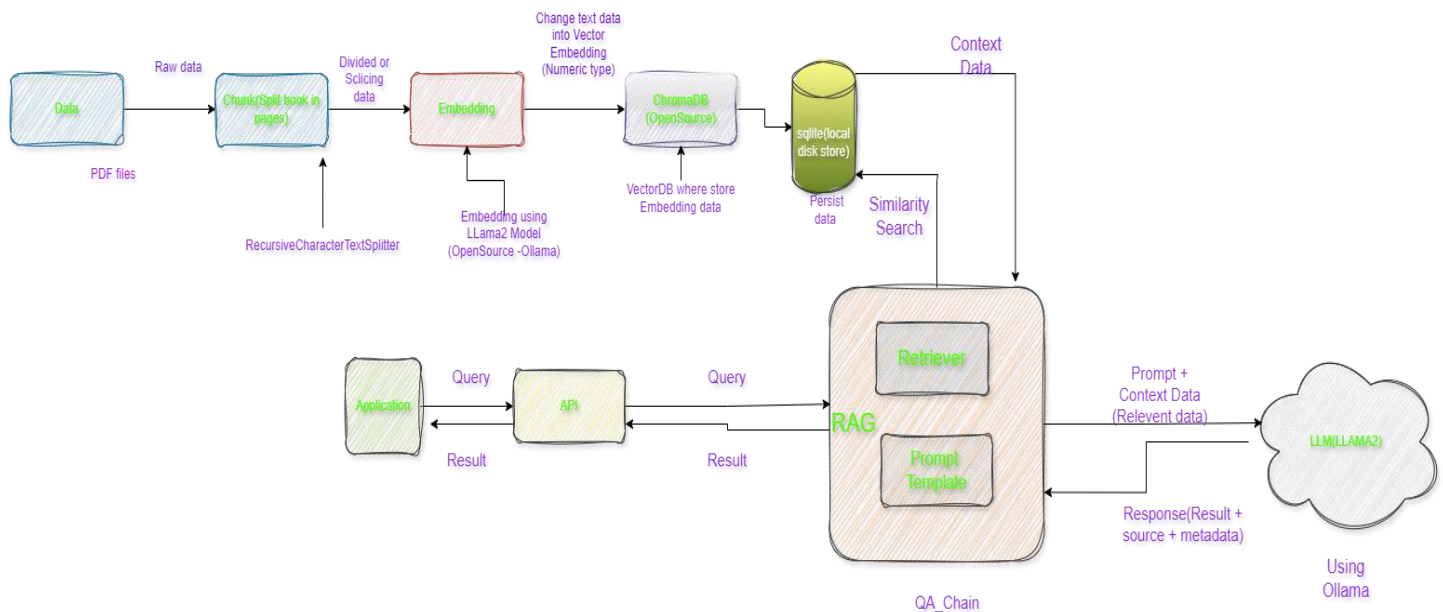 Change text data
into Vector
Embedding
(Numeric type)
Context
Data
Raw data
Divided or
Sclicing
data
Data
Chunk(Split book in
pages)
Embedding
ChromaDB
(OpenSource)
sqlite(local
disk store)
PDF files
RecursiveCharacterTextSplitter
Embedding using
LLama2 Model
(OpenSource -Ollama)
VectorDB where store
Embedding data
Persist
data
Similarity
Search
Application
Query
Result
API
Query
Result
RAG
Retriever
Prompt
Template
QA_Chain
Prompt +
Context Data
(Relevent data)
Response(Result +
source + metadata)
LLM(LLAMA2)
Using
Ollama